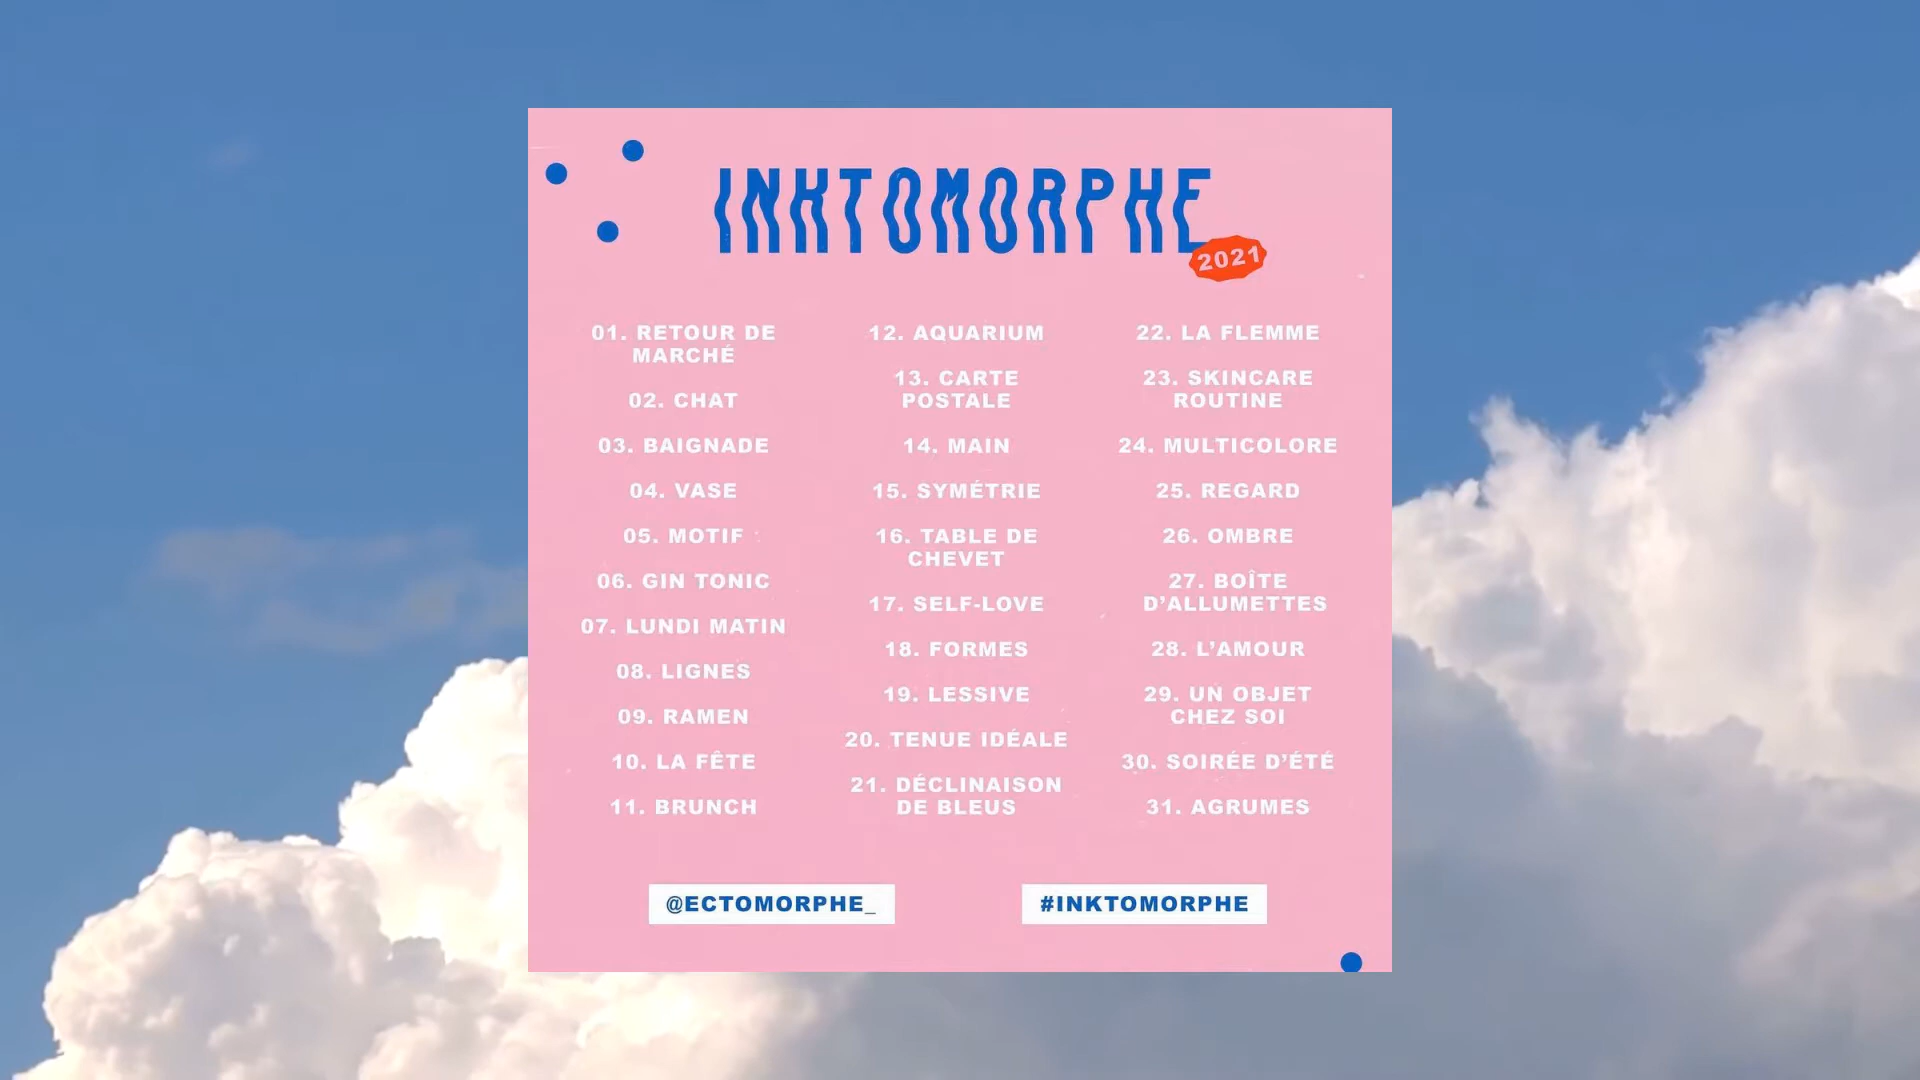 INKTOMORPHE
2021
01. RETOUR DE
MARCHÉ
02. CHAT
03. BAIGNADE
04. VASE
05. MOTIF
06. GIN TONIC
07. LUNDI MATIN
08. LIGNES
09. RAMEN
10. LA FÊTE
11. BRUNCH
12. AQUARIUM
13. CARTE
POSTALE
14. MAIN
15. SYMÉTRIE
16. TABLE DE
CHEVET
17. SELF-LOVE
18. FORMES
19. LESSIVE
20. TENUE IDÉALE
21. DÉCLINAISON
DE BLEUS
22. LA FLEMME
23. SKINCARE
ROUTINE
24. MULTICOLORE
25. REGARD
26. OMBRE
27. BOÎTE
D'ALLUMETTES
28. L'AMOUR
29. UN OBJET
CHEZ SOI
30. SOIRÉE D'ÉTÉ
31. AGRUMES
@ECTOMORPHE_
#INKTOMORPHE